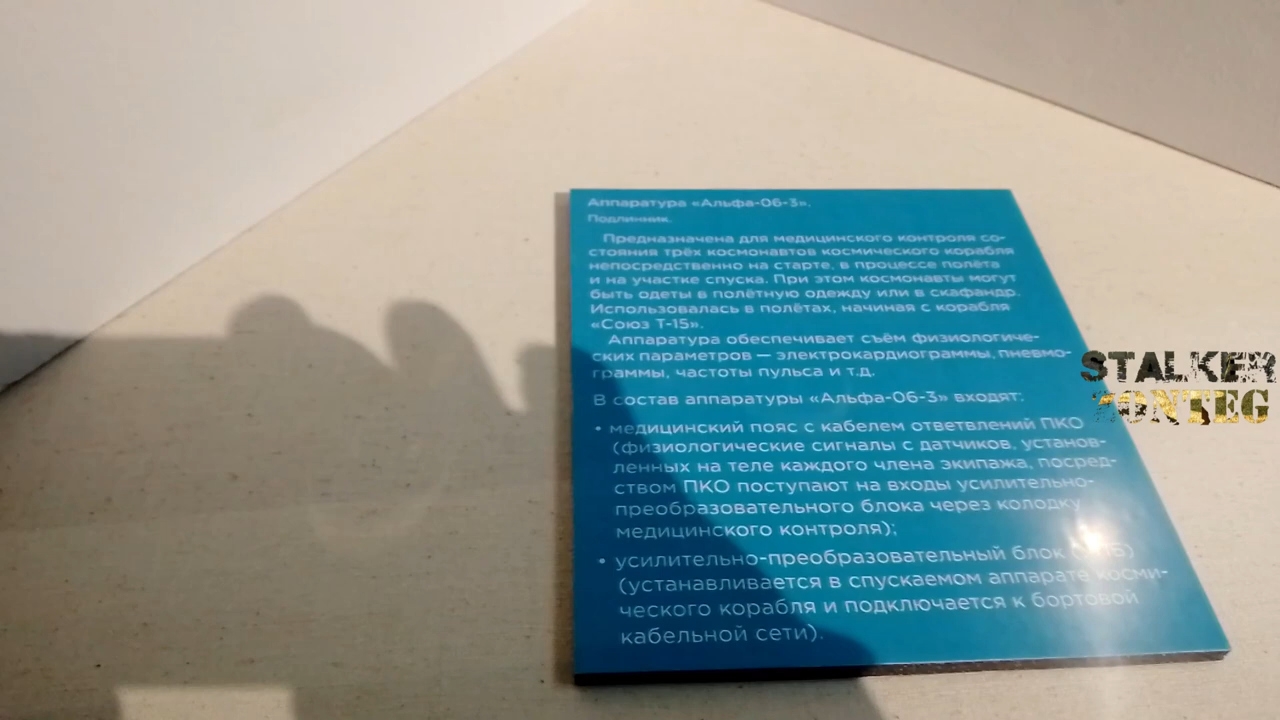 Аппаратура «Альфа-06-3».
Подлинник.
Предназначена для медицинского контроля со-
стояния трёх космонавтов космического корабля
непосредственно на старте, в процессе полёта
и на участке спуска. При этом космонавты могут
быть одеты в полётную одежду или в скафандр.
Использовалась в полётах, начиная с корабля
«Союз Т-15».
Аппаратура обеспечивает съём физиологиче-
ских параметров — электрокардиограммы, пневмо-
граммы, частоты пульса и т.д.
В состав аппаратуры «Альфа-06-3» входят:
• медицинский пояс с кабелем ответвлений ПКО
(физиологические сигналы с датчиков, установ-
ленных на теле каждого члена экипажа, посред-
ством ПКО поступают на входы усилительно-
преобразовательного блока через колодку
медицинского контроля);
• усилительно-преобразовательный блок
(устанавливается в спускаемом аппарате косми-
ческого корабля и подключается к бортовой
кабельной сети).
STALKER
ZONTEG